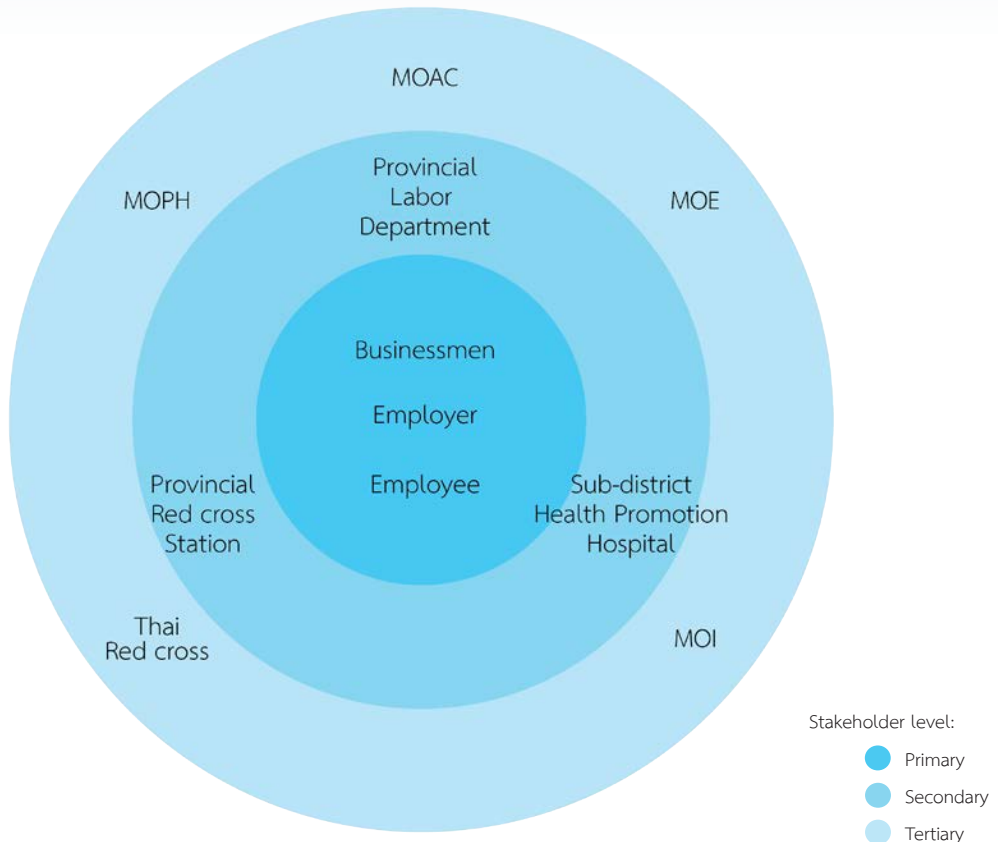 MOAC
MOPH
MOE
Provincial
Labor
Department
Businessmen
Employer
Employee
Provincial
Red cross
Station
Sub-district
Health Promotion
Hospital
Thai
Red cross
MOI
Stakeholder level:
Primary
Secondary
Tertiary